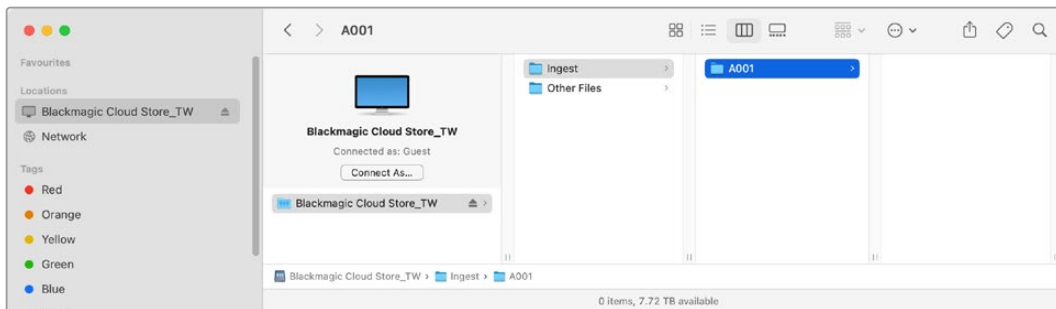 A001
Favourites
Locations
Blackmagic Cloud Store_TW
Network
Tags
Red
Orange
Yellow
Green
Blue
Blackmagic Cloud Store_TW
Connected as: Guest
Connect As...
Blackmagic Cloud Store_TW
Ingest
Other Files
A001
Blackmagic Cloud Store_TW › Ingest › A001
0 items, 7.72 TB available